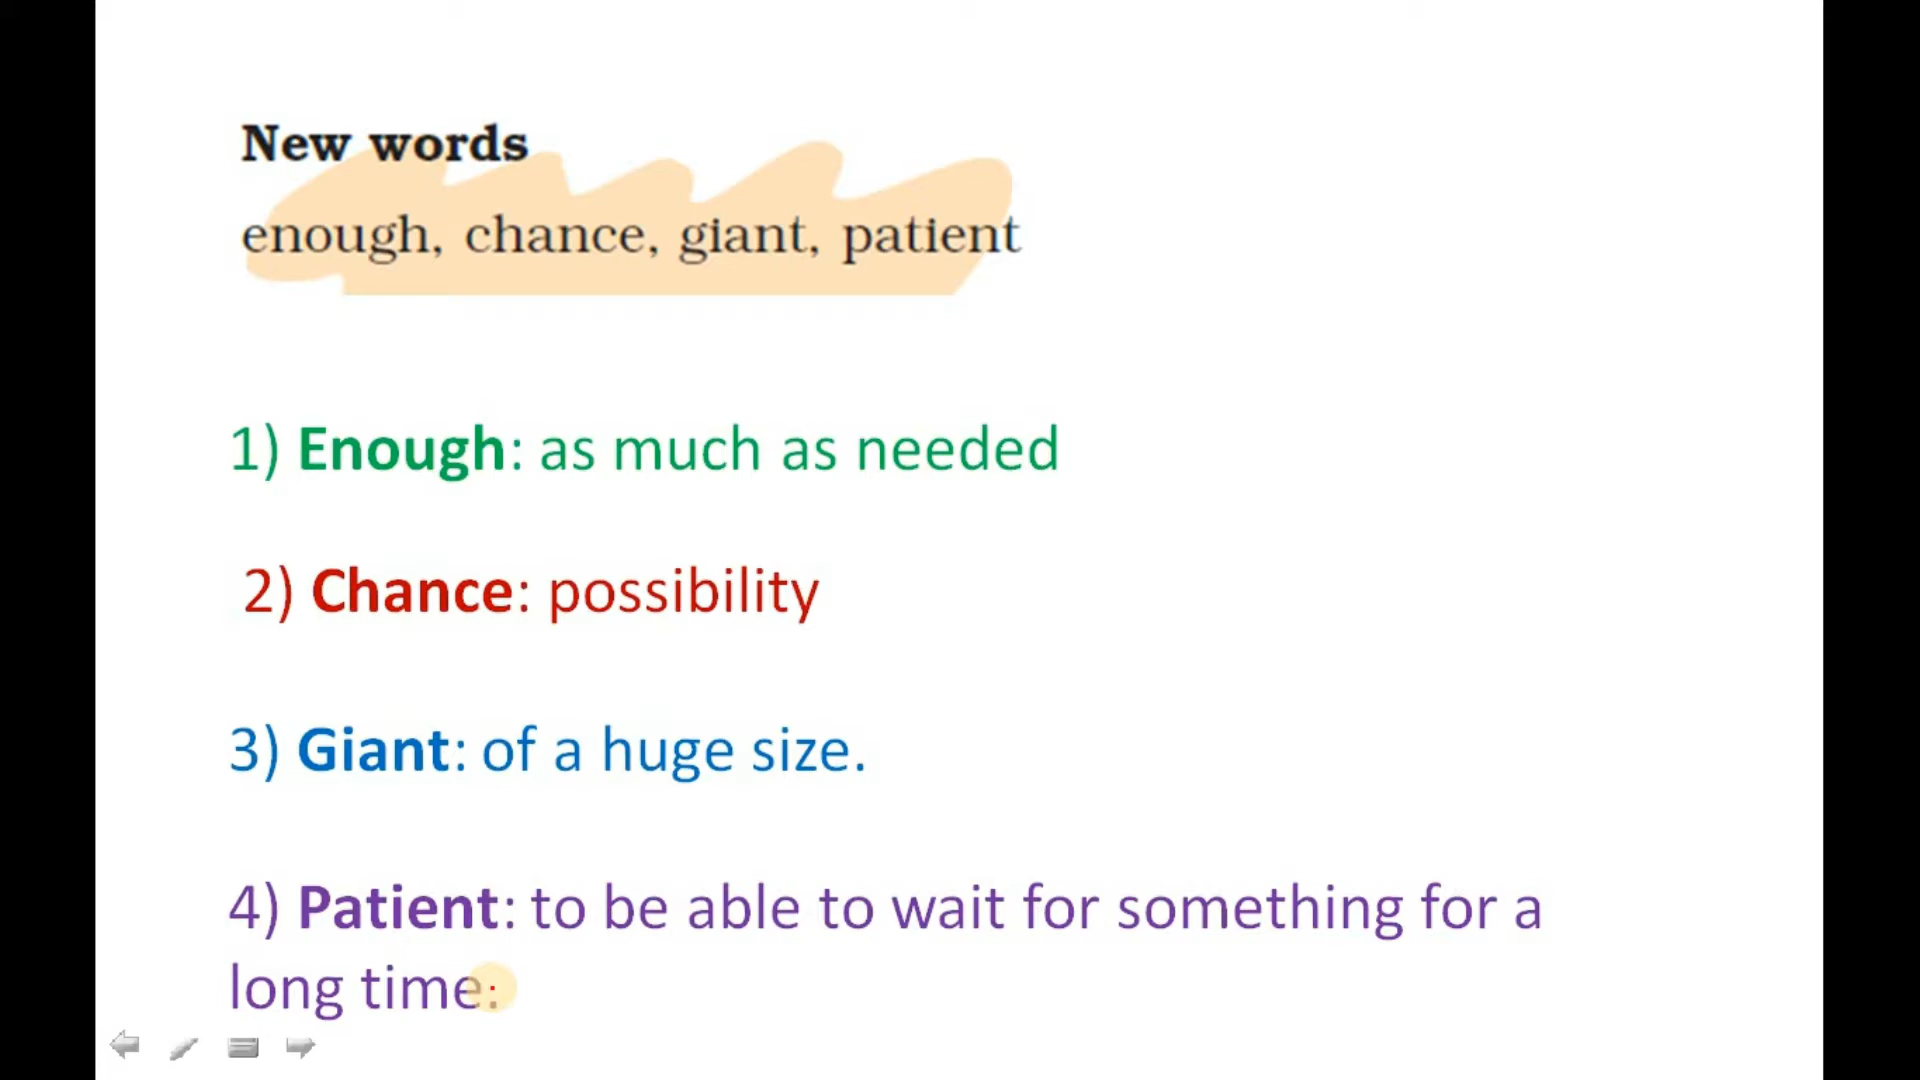 New words
enough, chance, giant, patient
1) Enough: as much as needed
2) Chance: possibility
3) Giant: of a huge size.
4) Patient: to be able to wait for something for a
long time.